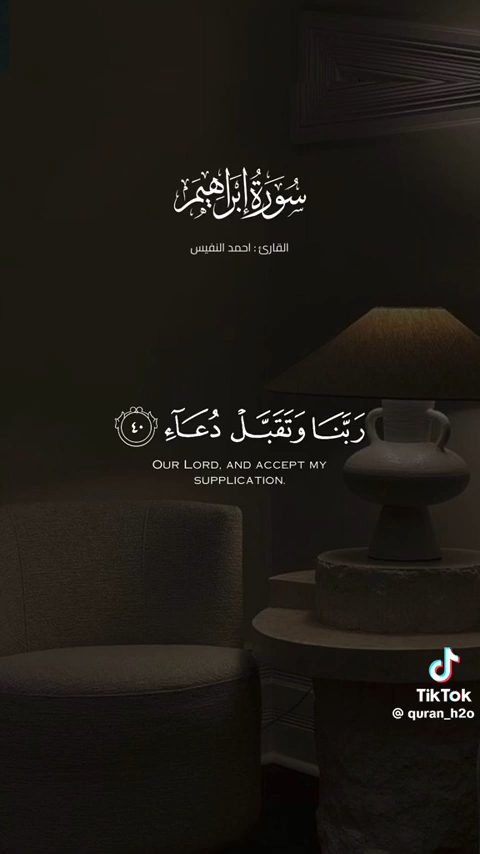 سُورَةُ إِبْرَاهِيمَ
القارئ : احمد النفيس
رَبَّنَا وَتَقَبَّلْ دُعَآءِ ٤٠
OUR LORD, AND ACCEPT MY
SUPPLICATION.
TikTok
@ quran_h2o